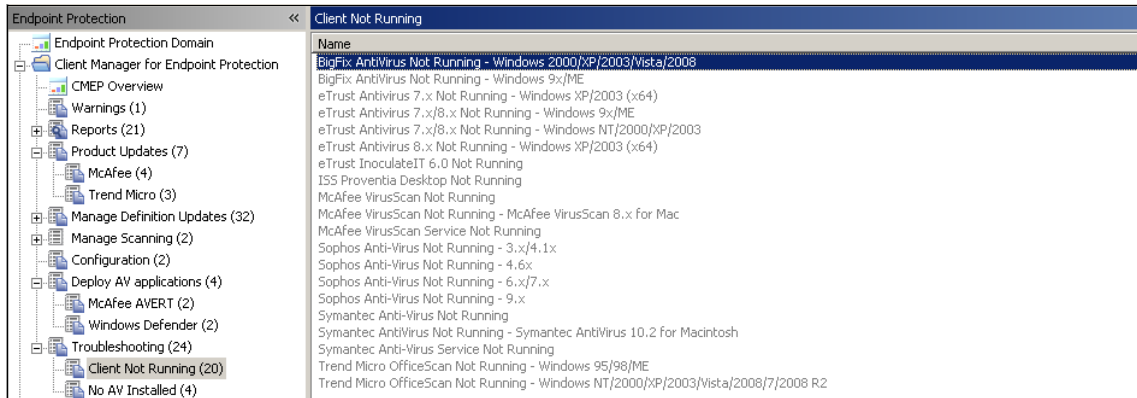 Endpoint Protection «
Endpoint Protection Domain
Client Manager for Endpoint Protection
CMEP Overview
Warnings (1)
Reports (21)
Product Updates (7)
McAfee (4)
Trend Micro (3)
Manage Definition Updates (32)
Manage Scanning (2)
Configuration (2)
Deploy AV applications (4)
McAfee AVERT (2)
Windows Defender (2)
Troubleshooting (24)
Client Not Running (20)
No AV Installed (4)
Client Not Running
Name
BigFix AntiVirus Not Running - Windows 2000/XP/2003/Vista/2008
BigFix AntiVirus Not Running - Windows 9x/ME
eTrust Antivirus 7.x Not Running - Windows XP/2003 (x64)
eTrust Antivirus 7.x/8.x Not Running - Windows 9x/ME
eTrust Antivirus 7.x/8.x Not Running - Windows NT/2000/XP/2003
eTrust Antivirus 8.x Not Running - Windows XP/2003 (x64)
eTrust InoculateIT 6.0 Not Running
ISS Proventia Desktop Not Running
McAfee VirusScan Not Running
McAfee VirusScan Not Running - McAfee VirusScan 8.x for Mac
McAfee VirusScan Service Not Running
Sophos Anti-Virus Not Running - 3.x/4.1x
Sophos Anti-Virus Not Running - 4.6x
Sophos Anti-Virus Not Running - 6.x/7.x
Sophos Anti-Virus Not Running - 9.x
Symantec Anti-Virus Not Running
Symantec AntiVirus Not Running - Symantec AntiVirus 10.2 for Macintosh
Symantec Anti-Virus Service Not Running
Trend Micro OfficeScan Not Running - Windows 95/98/ME
Trend Micro OfficeScan Not Running - Windows NT/2000/XP/2003/Vista/2008/7/2008 R2